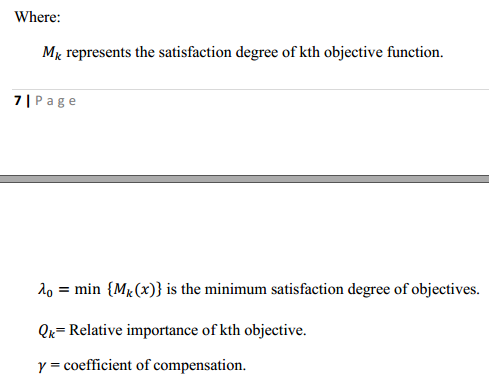 Where:
Mₖ represents the satisfaction degree of kth objective function.
7 | P a g e
λ₀ = min {Mₖ(x)} is the minimum satisfaction degree of objectives.
Qₖ= Relative importance of kth objective.
γ = coefficient of compensation.